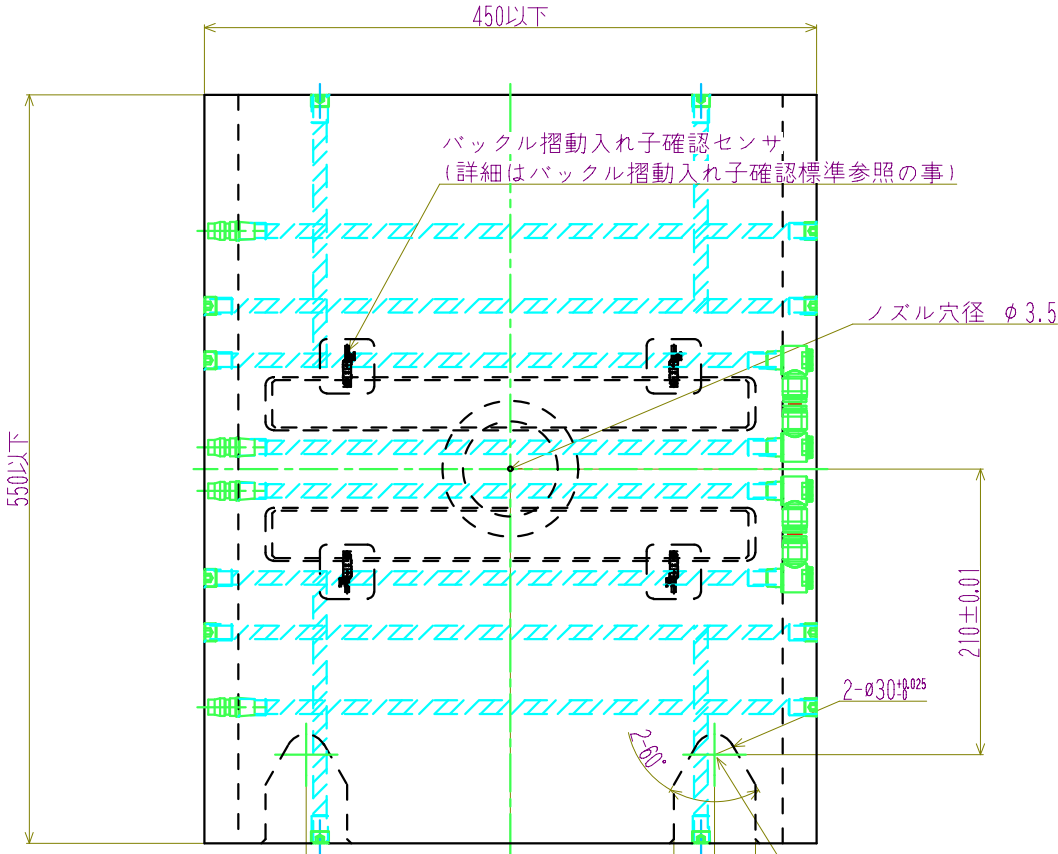 450以下
バックル摺動入れ子確認センサ
(詳細はバックル摺動入れ子確認標準参照の事)
ノズル穴径 φ3.5
550以下
210±0.01
2-ø30+0.025 -0
2-60°